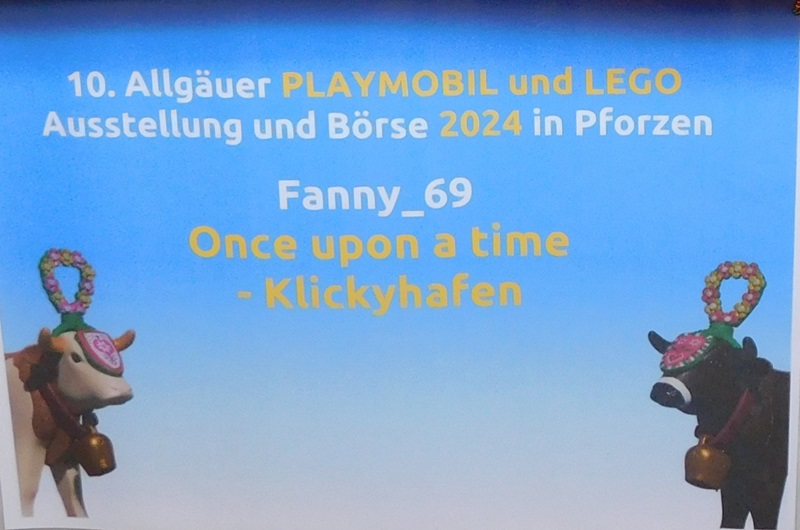 10. Allgäuer PLAYMOBIL und LEGO
Ausstellung und Börse 2024 in Pforzen
Fanny_69
Once upon a time
- Klickyhafen